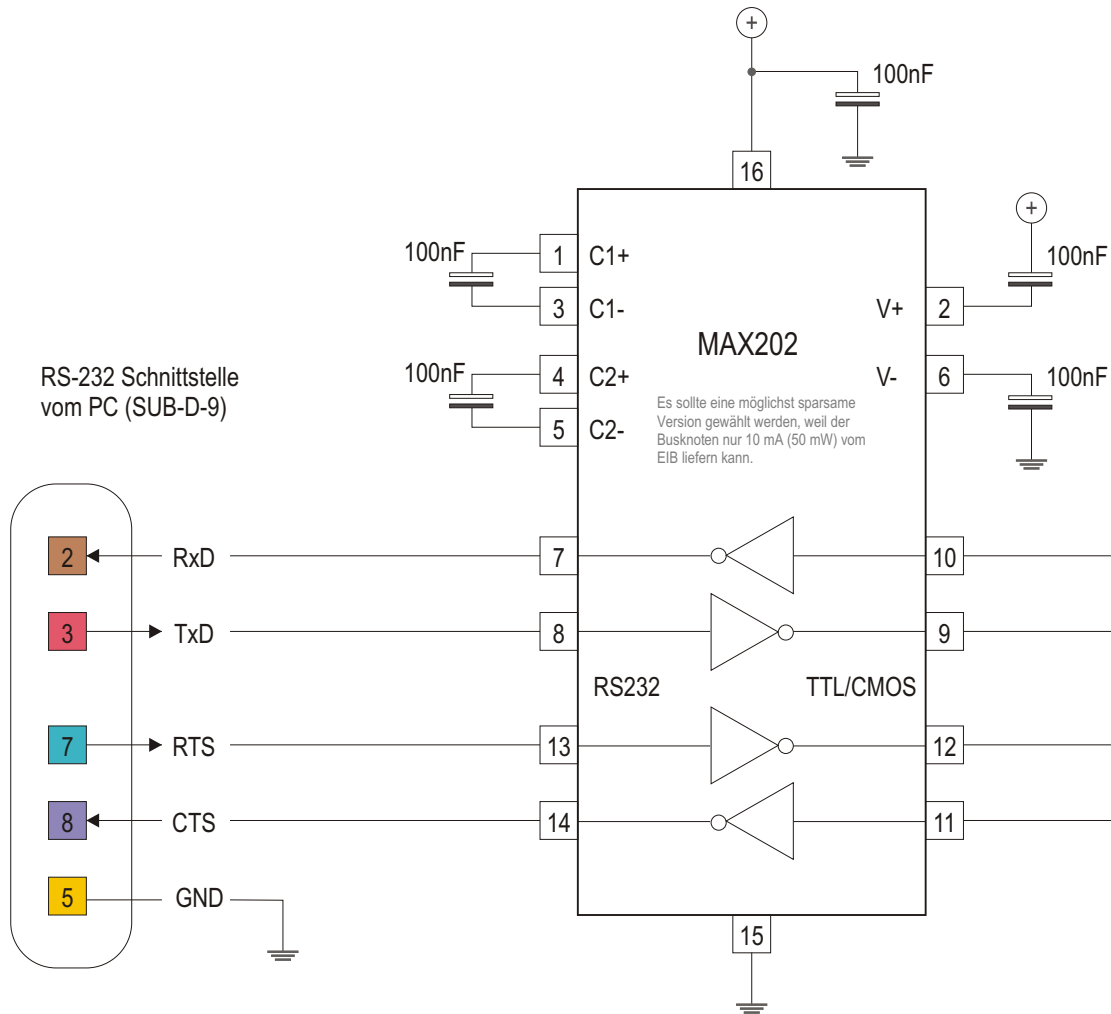 +
100nF
16
+
100nF
1 C1+
100nF
3 C1-
V+ 2
MAX202
RS-232 Schnittstelle
vom PC (SUB-D-9)
100nF
4 C2+
V- 6
100nF
5 C2-
Es sollte eine möglichst sparsame
Version gewählt werden, weil der
Busknoten nur 10 mA (50 mW) vom
EIB liefern kann.
2 RxD 7 10
3 TxD 8 9
RS232 TTL/CMOS
7 RTS 13 12
8 CTS 14 11
5 GND
15